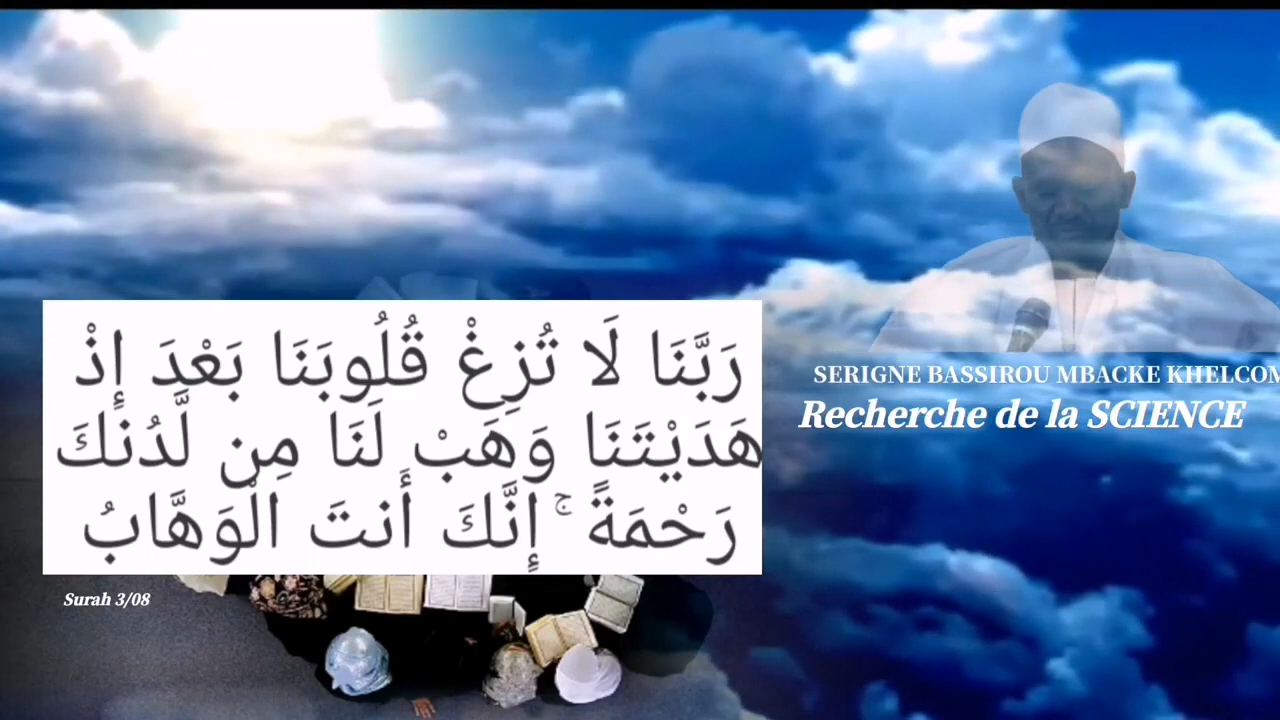 رَبَّنَا لَا تُزِغْ قُلُوبَنَا بَعْدَ إِذْ
هَدَيْتَنَا وَهَبْ لَنَا مِن لَّدُنكَ
رَحْمَةً ۚ إِنَّكَ أَنتَ الْوَهَّابُ
Surah 3/08
SERIGNE BASSIROU MBACKE KHELCOM
Recherche de la SCIENCE